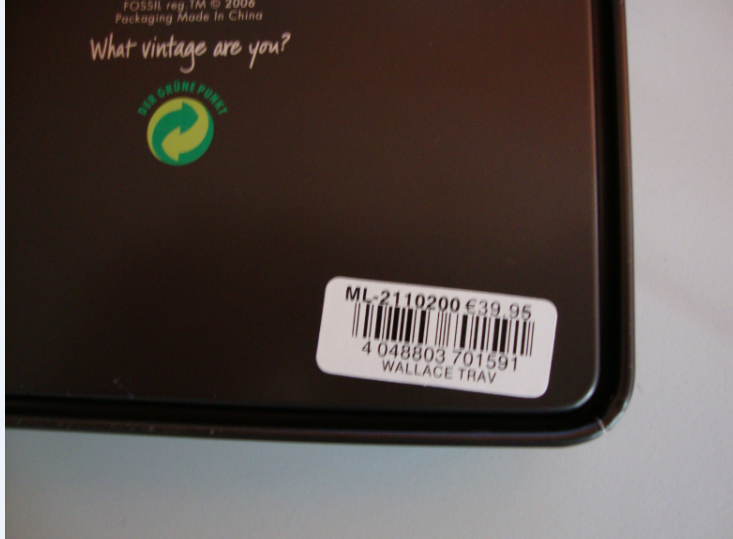 FOSSIL reg.TM © 2006
Packaging Made In China
What vintage are you?
DER GRÜNE PUNKT
ML-2110200 €39.95
4 048803 701591
WALLACE TRAV